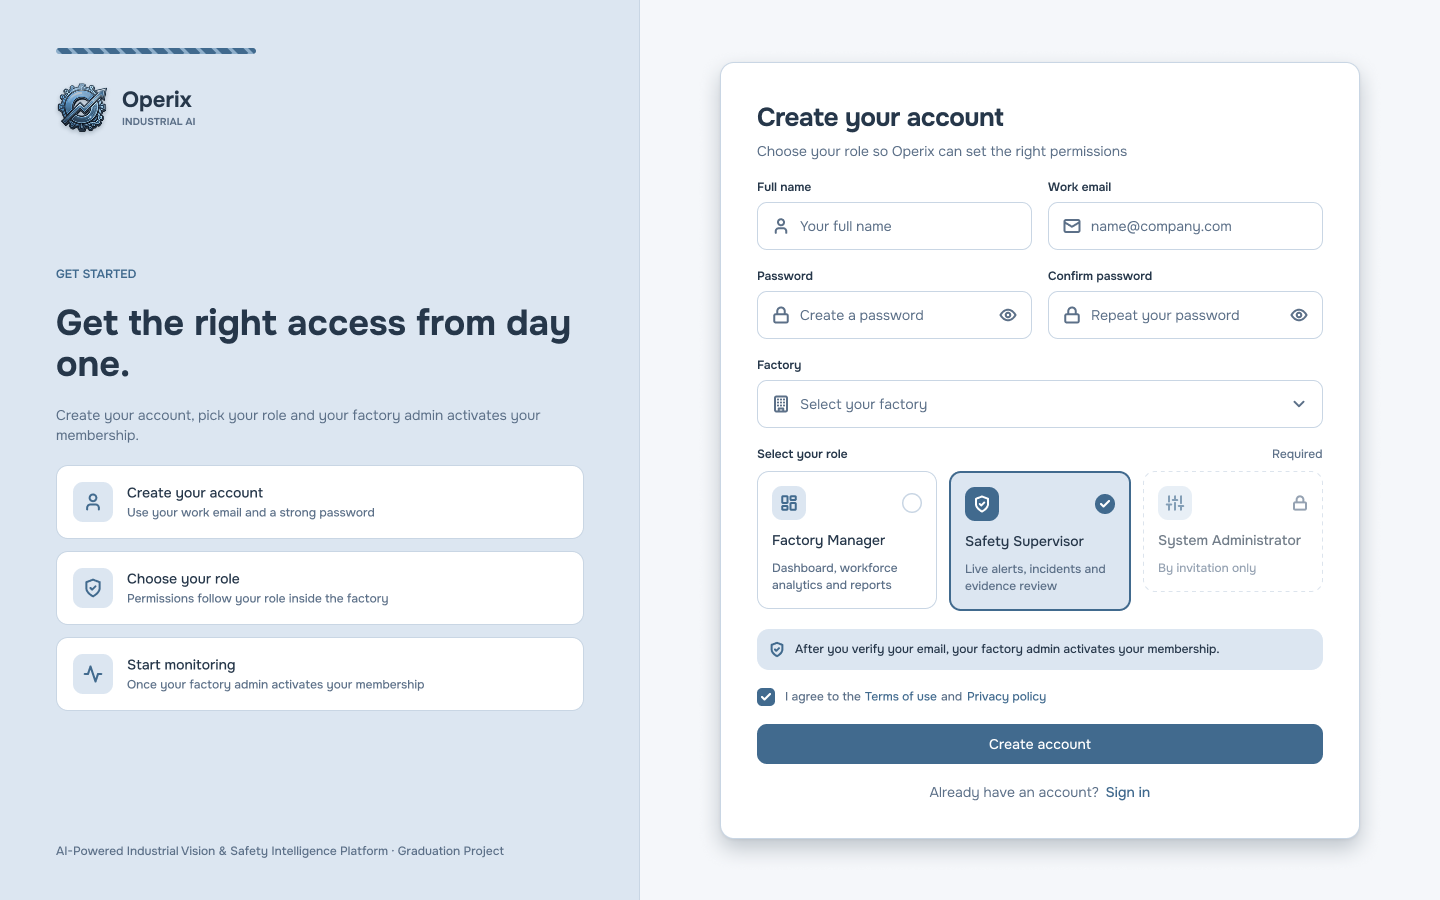 Operix
INDUSTRIAL AI
GET STARTED
Get the right access from day
one.
Create your account, pick your role and your factory admin activates your
membership.
Create your account
Use your work email and a strong password
Choose your role
Permissions follow your role inside the factory
Start monitoring
Once your factory admin activates your membership
AI-Powered Industrial Vision & Safety Intelligence Platform · Graduation Project
Create your account
Choose your role so Operix can set the right permissions
Full name
Work email
Your full name
name@company.com
Password
Confirm password
Create a password
Repeat your password
Factory
Select your factory
Select your role
Required
Factory Manager
Dashboard, workforce
analytics and reports
Safety Supervisor
Live alerts, incidents and
evidence review
System Administrator
By invitation only
After you verify your email, your factory admin activates your membership.
I agree to the Terms of use and Privacy policy
Create account
Already have an account? Sign in